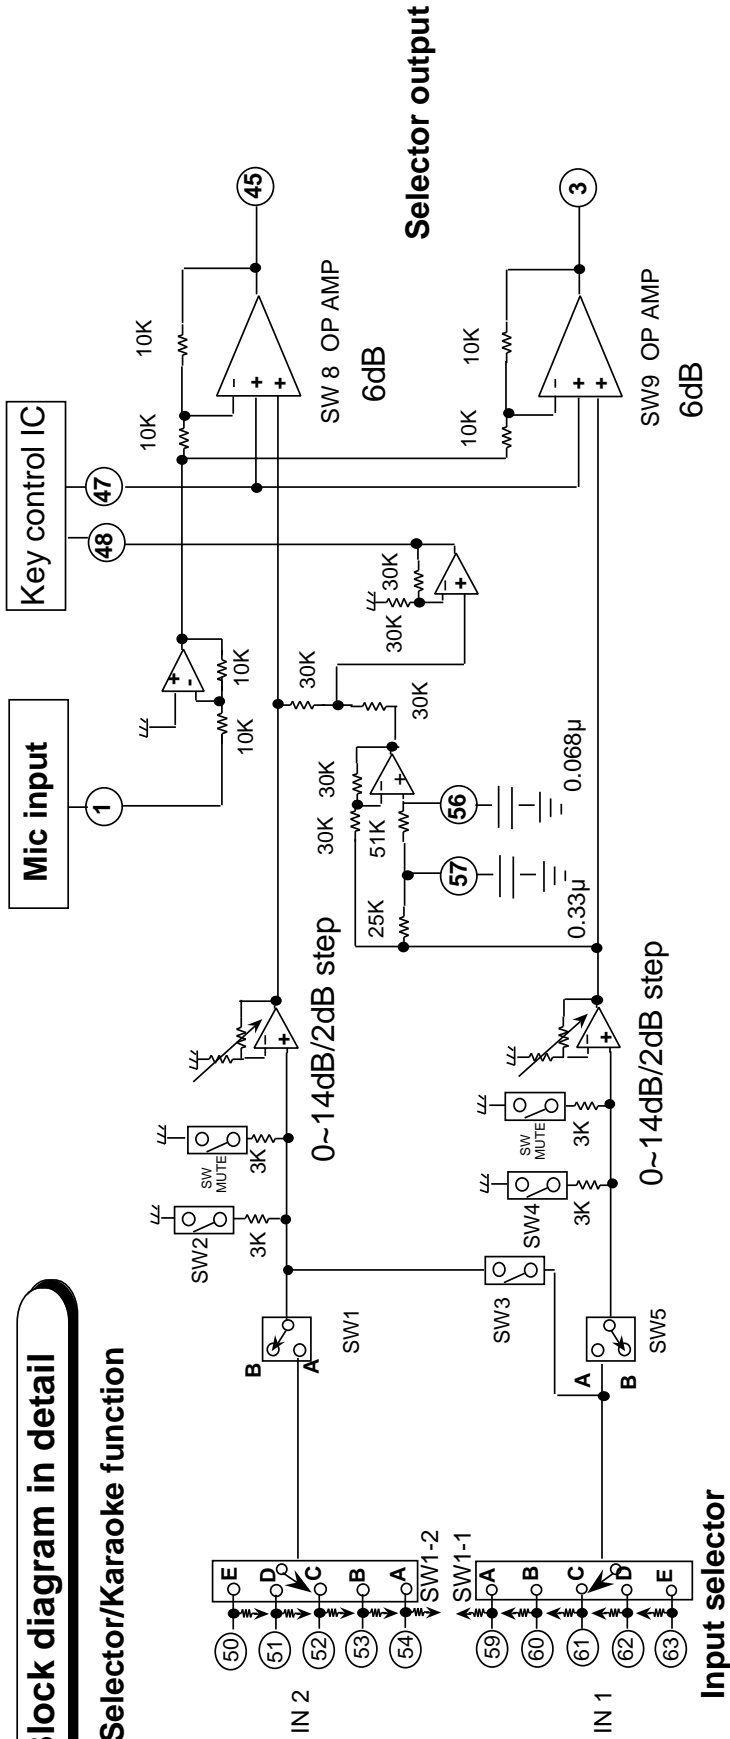 lock diagram in detail
Selector/Karaoke function
Mic input
Key control IC
1
48
47
10K
10K
10K
10K
45
SW 8 OP AMP
6dB
Selector output
IN 2
50
51
52
53
54
E
D
C
B
A
SW1-2
B
A
SW1
SW2
3K
SW
MUTE
3K
0~14dB/2dB step
30K
30K
30K
30K
30K
30K
25K
51K
57
56
0.33µ
0.068µ
SW3
IN 1
59
60
61
62
63
A
B
C
D
E
SW1-1
Input selector
A
B
SW5
SW4
3K
SW
MUTE
3K
0~14dB/2dB step
10K
10K
3
SW9 OP AMP
6dB